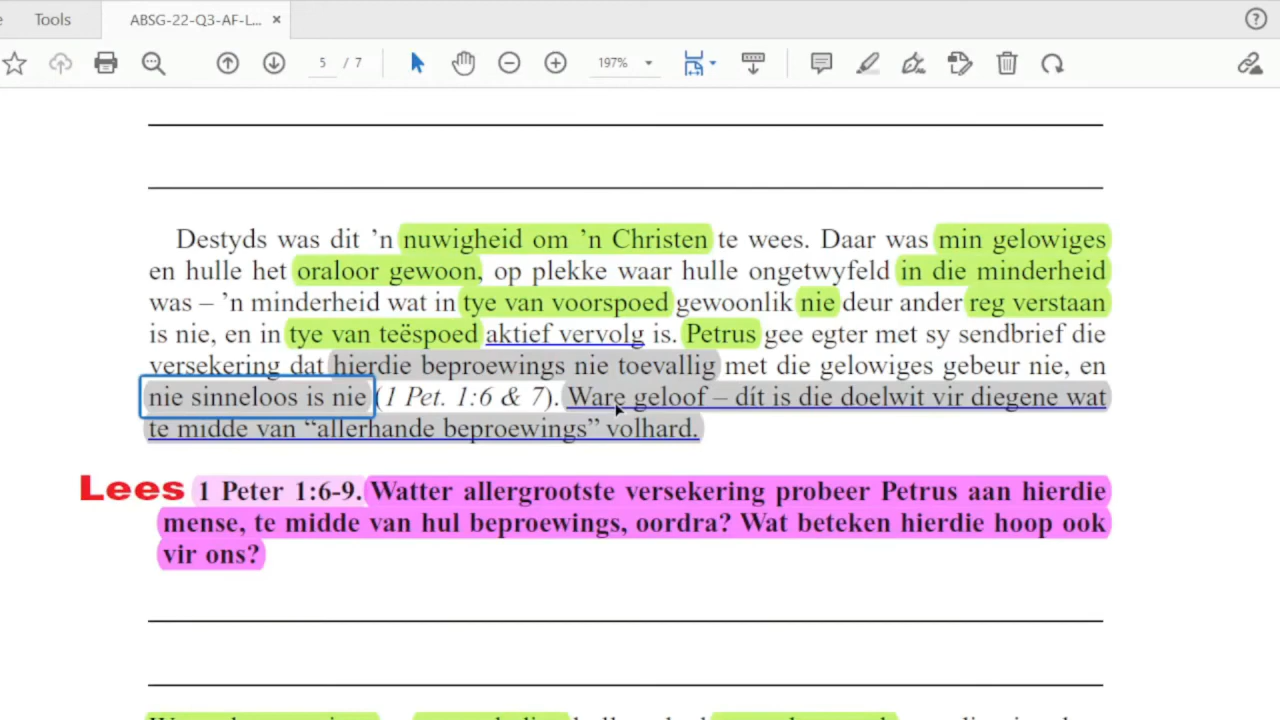 Tools
ABSG-22-Q3-AF-L... ×
5 / 7
197%
Destyds was dit ’n nuwigheid om ’n Christen te wees. Daar was min gelowiges
en hulle het oraloor gewoon, op plekke waar hulle ongetwyfeld in die minderheid
was – ’n minderheid wat in tye van voorspoed gewoonlik nie deur ander reg verstaan
is nie, en in tye van teëspoed aktief vervolg is. Petrus gee egter met sy sendbrief die
versekering dat hierdie beproewings nie toevallig met die gelowiges gebeur nie, en
nie sinneloos is nie (1 Pet. 1:6 & 7). Ware geloof – dít is die doelwit vir diegene wat
te midde van “allerhande beproewings” volhard.
Lees 1 Peter 1:6-9. Watter allergrootste versekering probeer Petrus aan hierdie
mense, te midde van hul beproewings, oordra? Wat beteken hierdie hoop ook
vir ons?